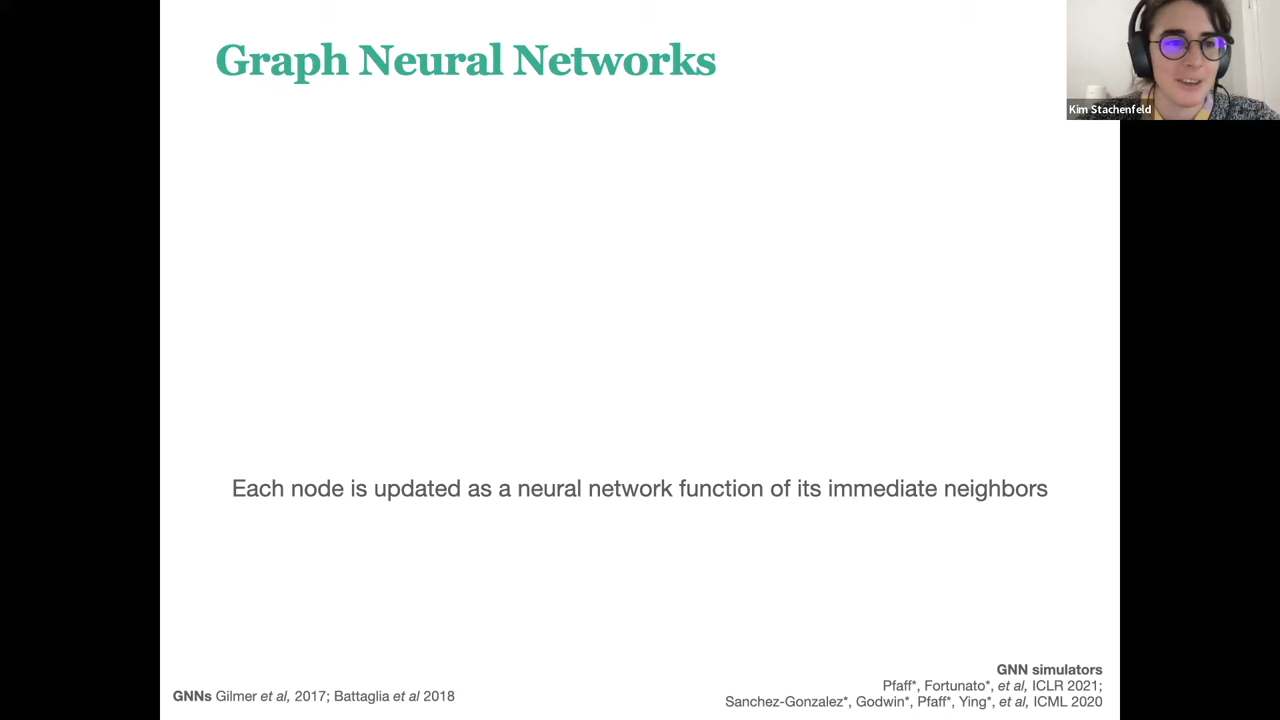 Graph Neural Networks
Kim Stachenfeld
Each node is updated as a neural network function of its immediate neighbors
GNN simulators
Pfaff*, Fortunato*, et al, ICLR 2021;
Sanchez-Gonzalez*, Godwin*, Pfaff*, Ying*, et al, ICML 2020
GNNs Gilmer et al, 2017; Battaglia et al 2018